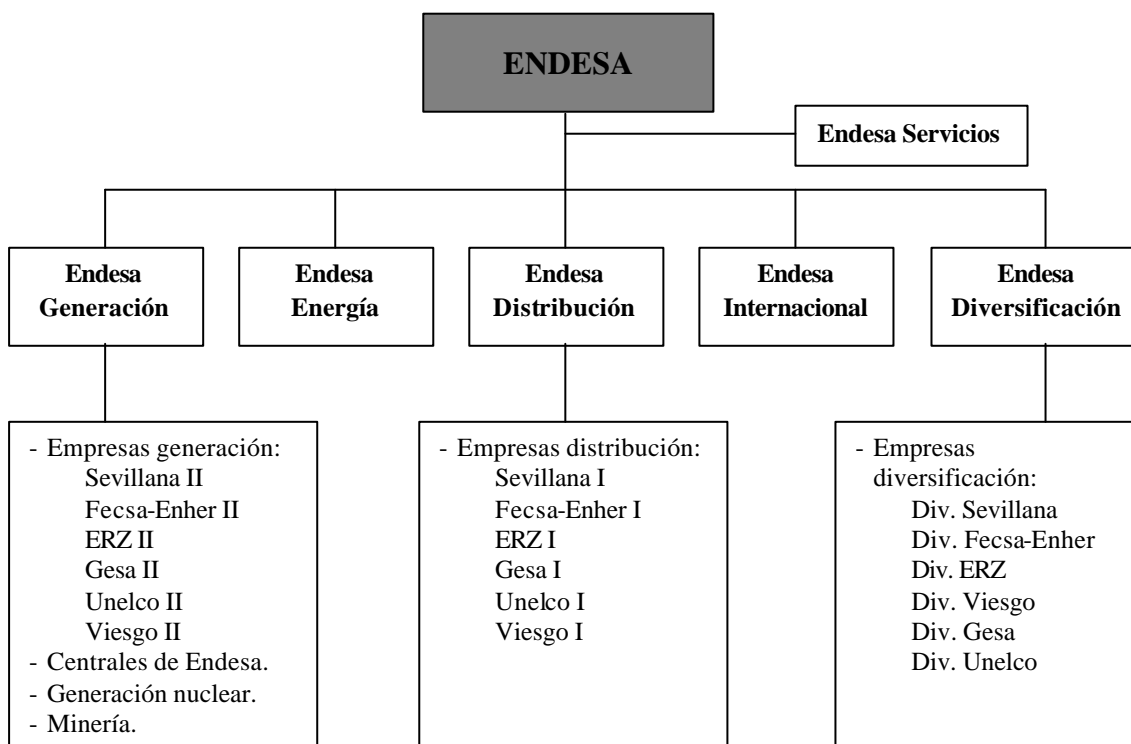 ENDESA
Endesa Servicios
Endesa
Generación
Endesa
Energía
Endesa
Distribución
Endesa
Internacional
Endesa
Diversificación
- Empresas generación:
Sevillana II
Fecsa-Enher II
ERZ II
Gesa II
Unelco II
Viesgo II
- Centrales de Endesa.
- Generación nuclear.
- Minería.
- Empresas distribución:
Sevillana I
Fecsa-Enher I
ERZ I
Gesa I
Unelco I
Viesgo I
- Empresas
diversificación:
Div. Sevillana
Div. Fecsa-Enher
Div. ERZ
Div. Viesgo
Div. Gesa
Div. Unelco